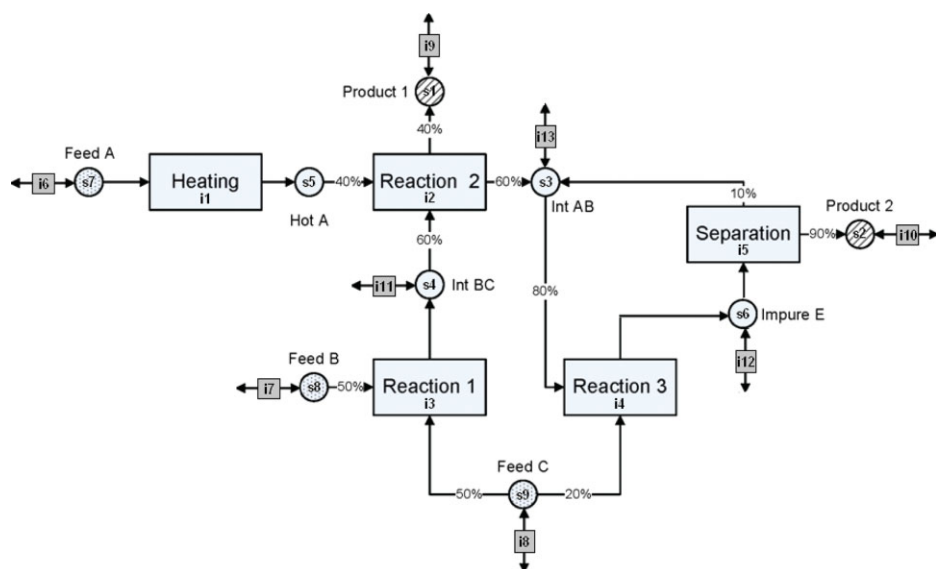 i9
s1
Product 1
40%
i13
Feed A
i6
s7
Heating
i1
s5
40%
Hot A
Reaction 2
i2
60%
s3
Int AB
10%
Product 2
Separation
i5
90%
s2
i10
60%
i11
s4
Int BC
80%
s6
Impure E
i12
Feed B
i7
s8
50%
Reaction 1
i3
Reaction 3
i4
Feed C
50%
s9
20%
i8